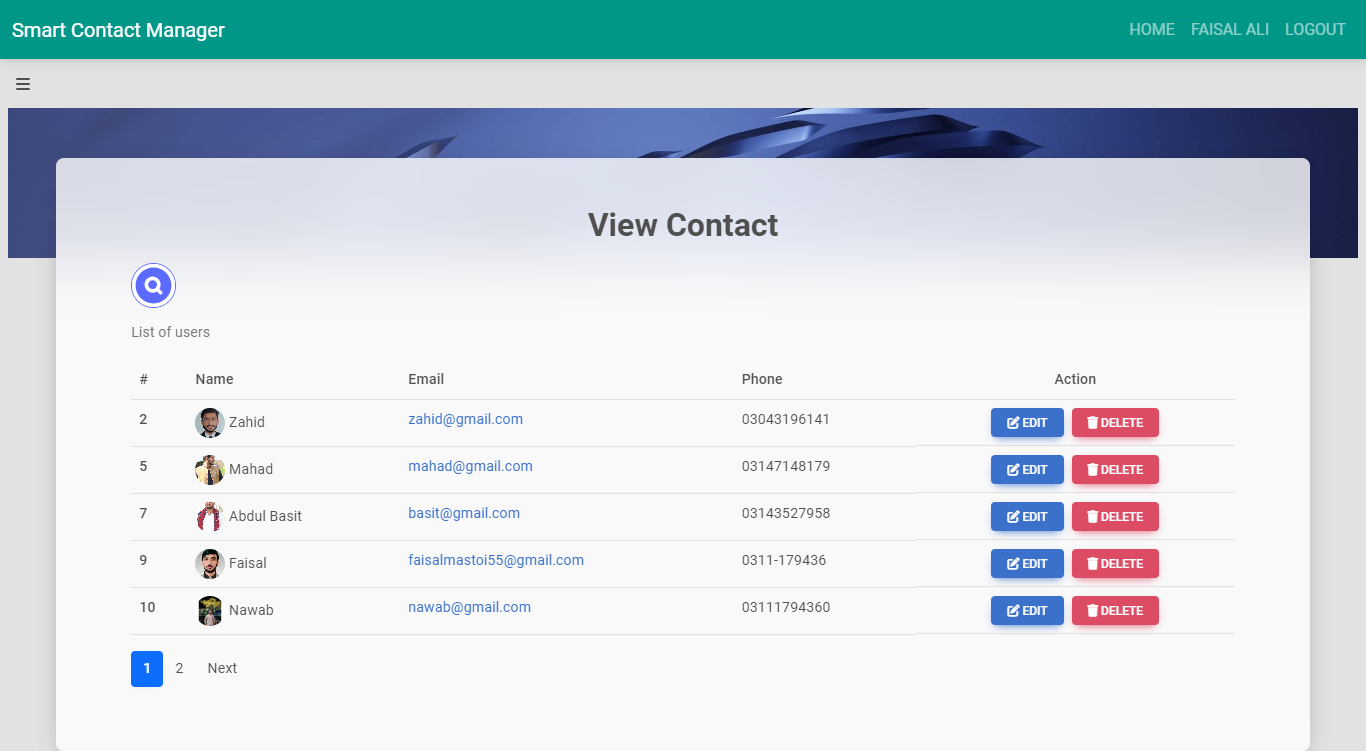 Smart Contact Manager HOME FAISAL ALI LOGOUT
View Contact
List of users
# Name Email Phone Action
2 Zahid zahid@gmail.com 03043196141 EDIT DELETE
5 Mahad mahad@gmail.com 03147148179 EDIT DELETE
7 Abdul Basit basit@gmail.com 03143527958 EDIT DELETE
9 Faisal faisalmastoi55@gmail.com 0311-179436 EDIT DELETE
10 Nawab nawab@gmail.com 03111794360 EDIT DELETE
1 2 Next